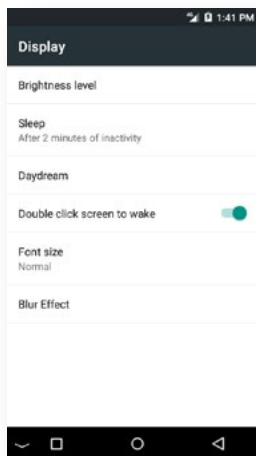 1:41 PM
Display
Brightness level
Sleep
After 2 minutes of inactivity
Daydream
Double click screen to wake
Font size
Normal
Blur Effect